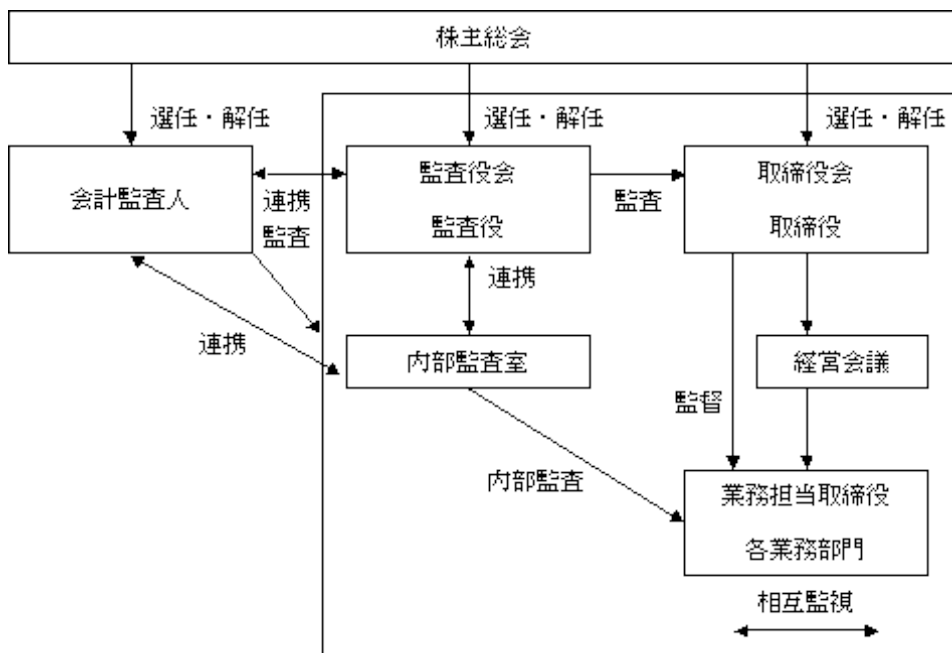 株主総会
選任・解任
選任・解任
選任・解任
会計監査人
連携
監査
監査役会
監査役
監査
取締役会
取締役
連携
連携
内部監査室
経営会議
監督
内部監査
業務担当取締役
各業務部門
相互監視